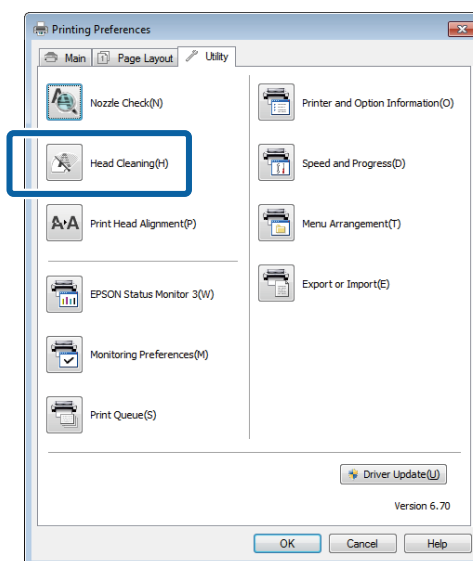 Printing Preferences
Main
Page Layout
Utility
Nozzle Check(N)
Head Cleaning(H)
Print Head Alignment(P)
EPSON Status Monitor 3(W)
Monitoring Preferences(M)
Print Queue(S)
Printer and Option Information(O)
Speed and Progress(D)
Menu Arrangement(T)
Export or Import(E)
Driver Update(U)
Version 6.70
OK
Cancel
Help